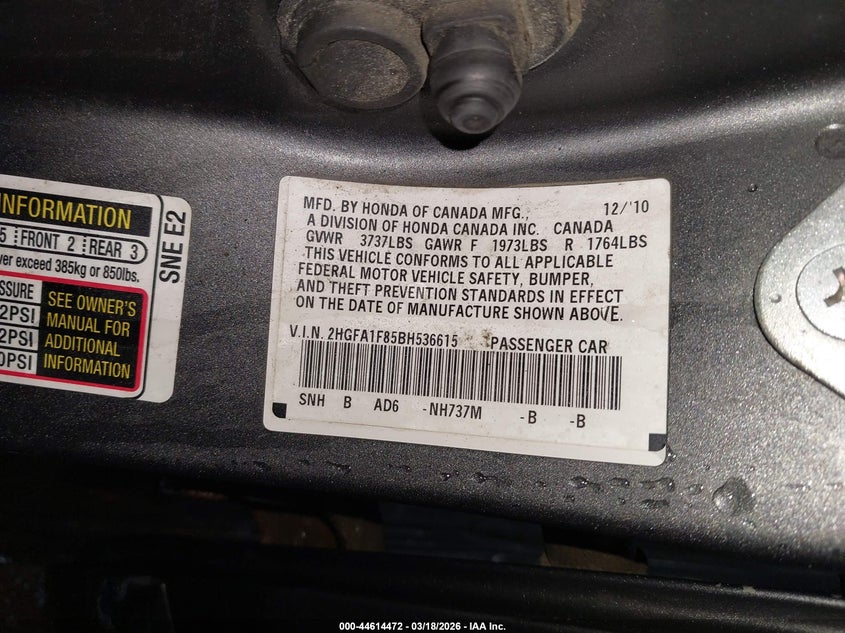 INFORMATION
5 FRONT 2 REAR 3
ver exceed 385kg or 850lbs.
SSURE
2PSI
2PSI
0PSI
SEE OWNER'S
MANUAL FOR
ADDITIONAL
INFORMATION
SNE E2
MFD. BY HONDA OF CANADA MFG., 12/'10
A DIVISION OF HONDA CANADA INC. CANADA
GVWR 3737LBS GAWR F 1973LBS R 1764LBS
THIS VEHICLE CONFORMS TO ALL APPLICABLE
FEDERAL MOTOR VEHICLE SAFETY, BUMPER,
AND THEFT PREVENTION STANDARDS IN EFFECT
ON THE DATE OF MANUFACTURE SHOWN ABOVE.
V.I.N. 2HGFA1F85BH536615 PASSENGER CAR
SNH B AD6 -NH737M -B -B
000-44614472 - 03/18/2026 - IAA Inc.